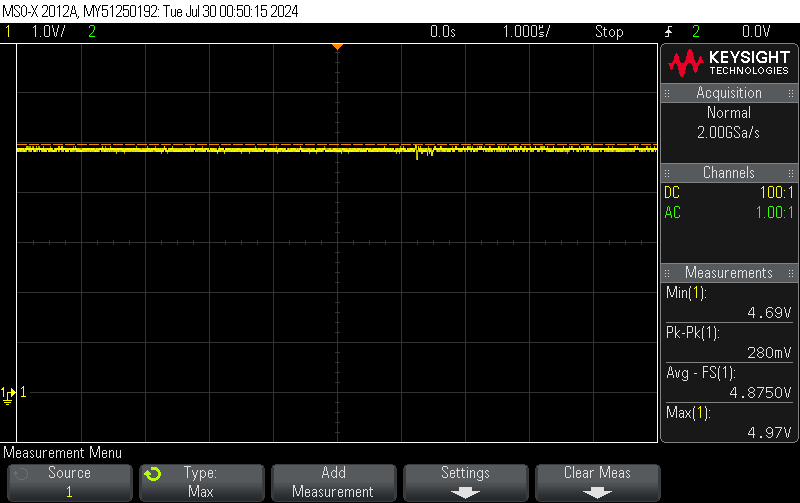 MSO-X 2012A, MY51250192: Tue Jul 30 00:50:15 2024
1 1.0V/ 2 0.0s 1.000s/ Stop 2 0.0V
KEYSIGHT
TECHNOLOGIES
Acquisition
Normal
2.00GSa/s
Channels
DC 100:1
AC 1.00:1
Measurements
Min(1):
4.69V
Pk-Pk(1):
280mV
Avg - FS(1):
4.8750V
Max(1):
4.97V
1 1
Measurement Menu
Source
1
Type:
Max
Add
Measurement
Settings
Clear Meas